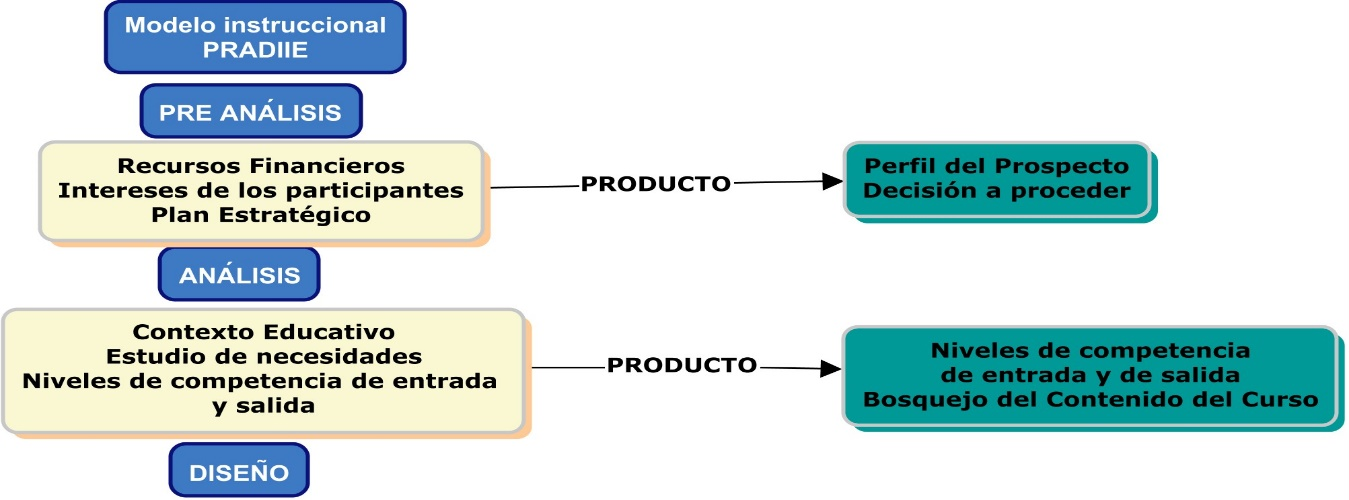 Modelo instruccional
PRADIIE
PRE ANÁLISIS
Recursos Financieros
Intereses de los participantes
Plan Estratégico
PRODUCTO
Perfil del Prospecto
Decisión a proceder
ANÁLISIS
Contexto Educativo
Estudio de necesidades
Niveles de competencia de entrada
y salida
PRODUCTO
Niveles de competencia
de entrada y de salida
Bosquejo del Contenido del Curso
DISEÑO